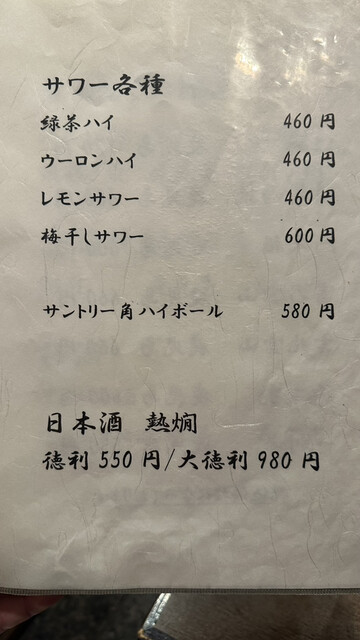 サワー各種
緑茶ハイ 460円
ウーロンハイ 460円
レモンサワー 460円
梅干しサワー 600円
サントリー角ハイボール 580円
日本酒 熱燗
徳利550円/大徳利980円